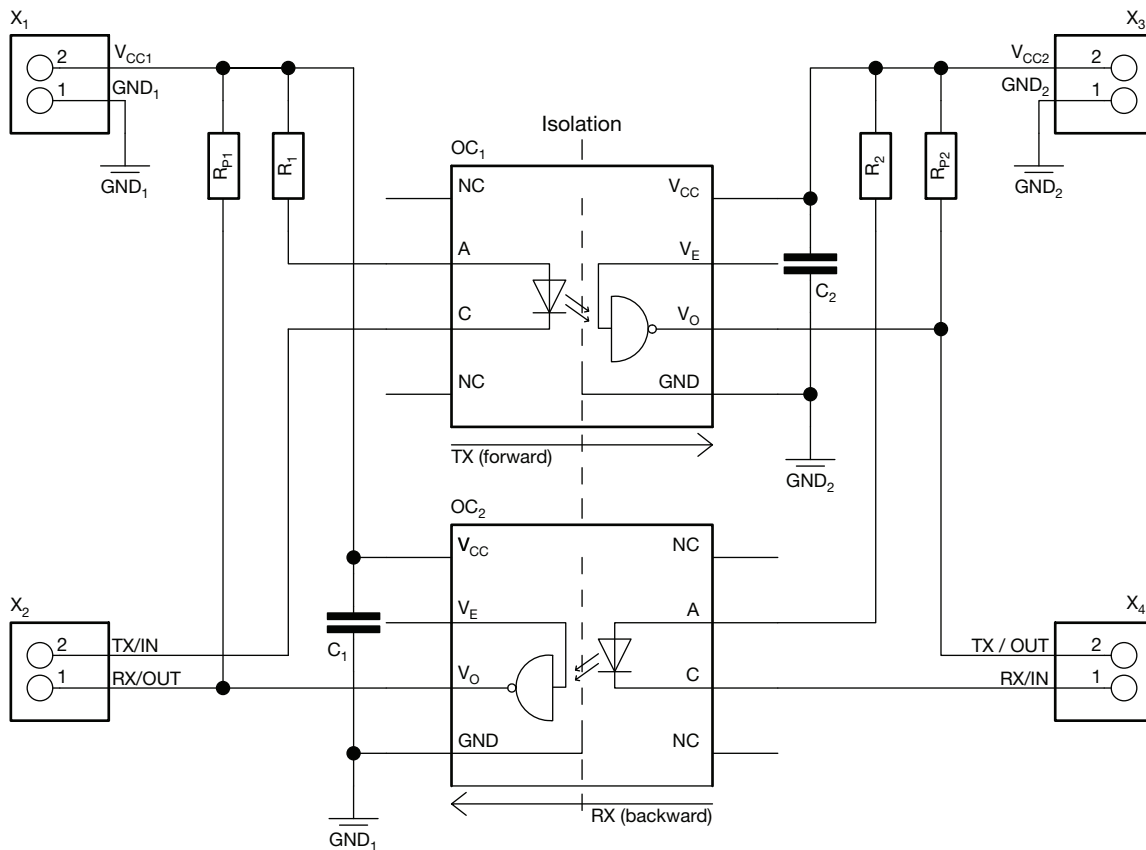 X1
X3
2
VCC1
VCC2
2
1
GND1
GND2
1
Isolation
RP1
R1
R2
RP2
OC1
GND1
GND2
NC
VCC
A
VE
C2
C
VO
NC
GND
TX (forward)
GND2
OC2
VCC
NC
X2
VE
A
X4
2
TX/IN
C1
TX / OUT
2
1
RX/OUT
VO
C
RX/IN
1
GND
NC
RX (backward)
GND1